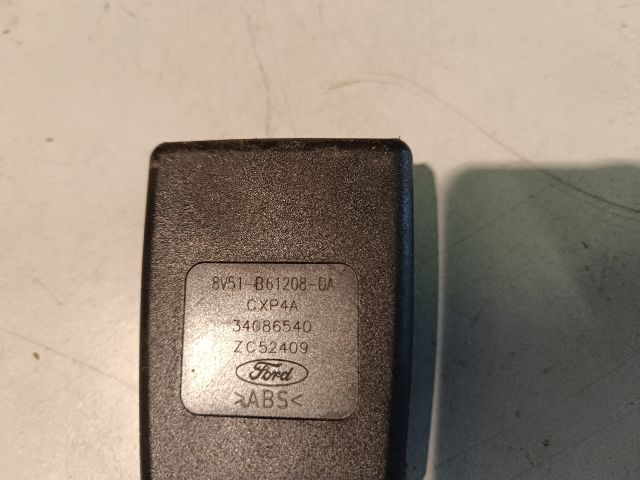 8V51-B61208-DA
CXP4A
34086540
ZC52409
Ford
>ABS<